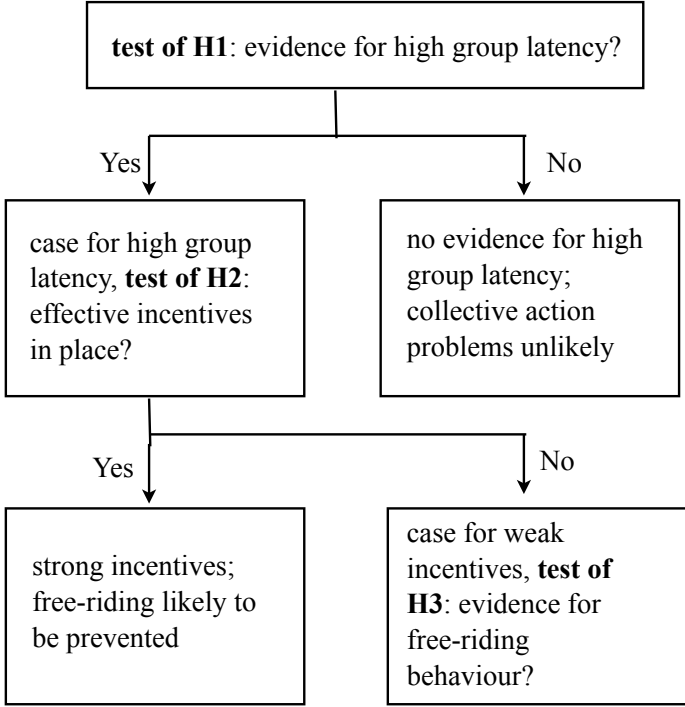 test of H1: evidence for high group latency?
Yes
No
case for high group
latency, test of H2:
effective incentives
in place?
no evidence for high
group latency;
collective action
problems unlikely
Yes
No
strong incentives;
free-riding likely to
be prevented
case for weak
incentives, test of
H3: evidence for
free-riding
behaviour?